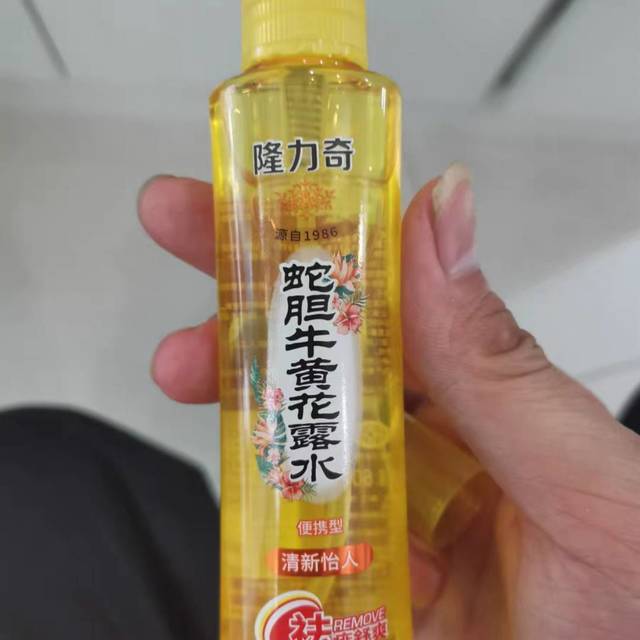 隆力奇
源自1986
蛇胆牛黄花露水
便携型
清新怡人
祛
REMOVE